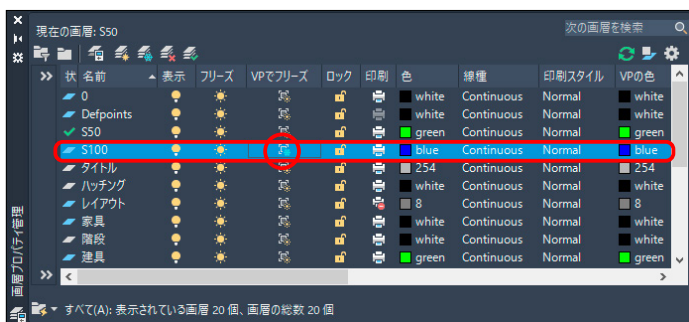 現在の画層: S50
次の画層を検索
状 名前 表示 フリーズ VPでフリーズ ロック 印刷 色 線種 印刷スタイル VPの色
0 white Continuous Normal white
Defpoints white Continuous Normal white
S50 green Continuous Normal green
S100 blue Continuous Normal blue
タイトル 254 Continuous Normal 254
ハッチング white Continuous Normal white
レイアウト 8 Continuous Normal 8
家具 white Continuous Normal white
階段 white Continuous Normal white
建具 green Continuous Normal green
画層プロパティ管理
すべて(A): 表示されている画層 20 個、画層の総数 20 個